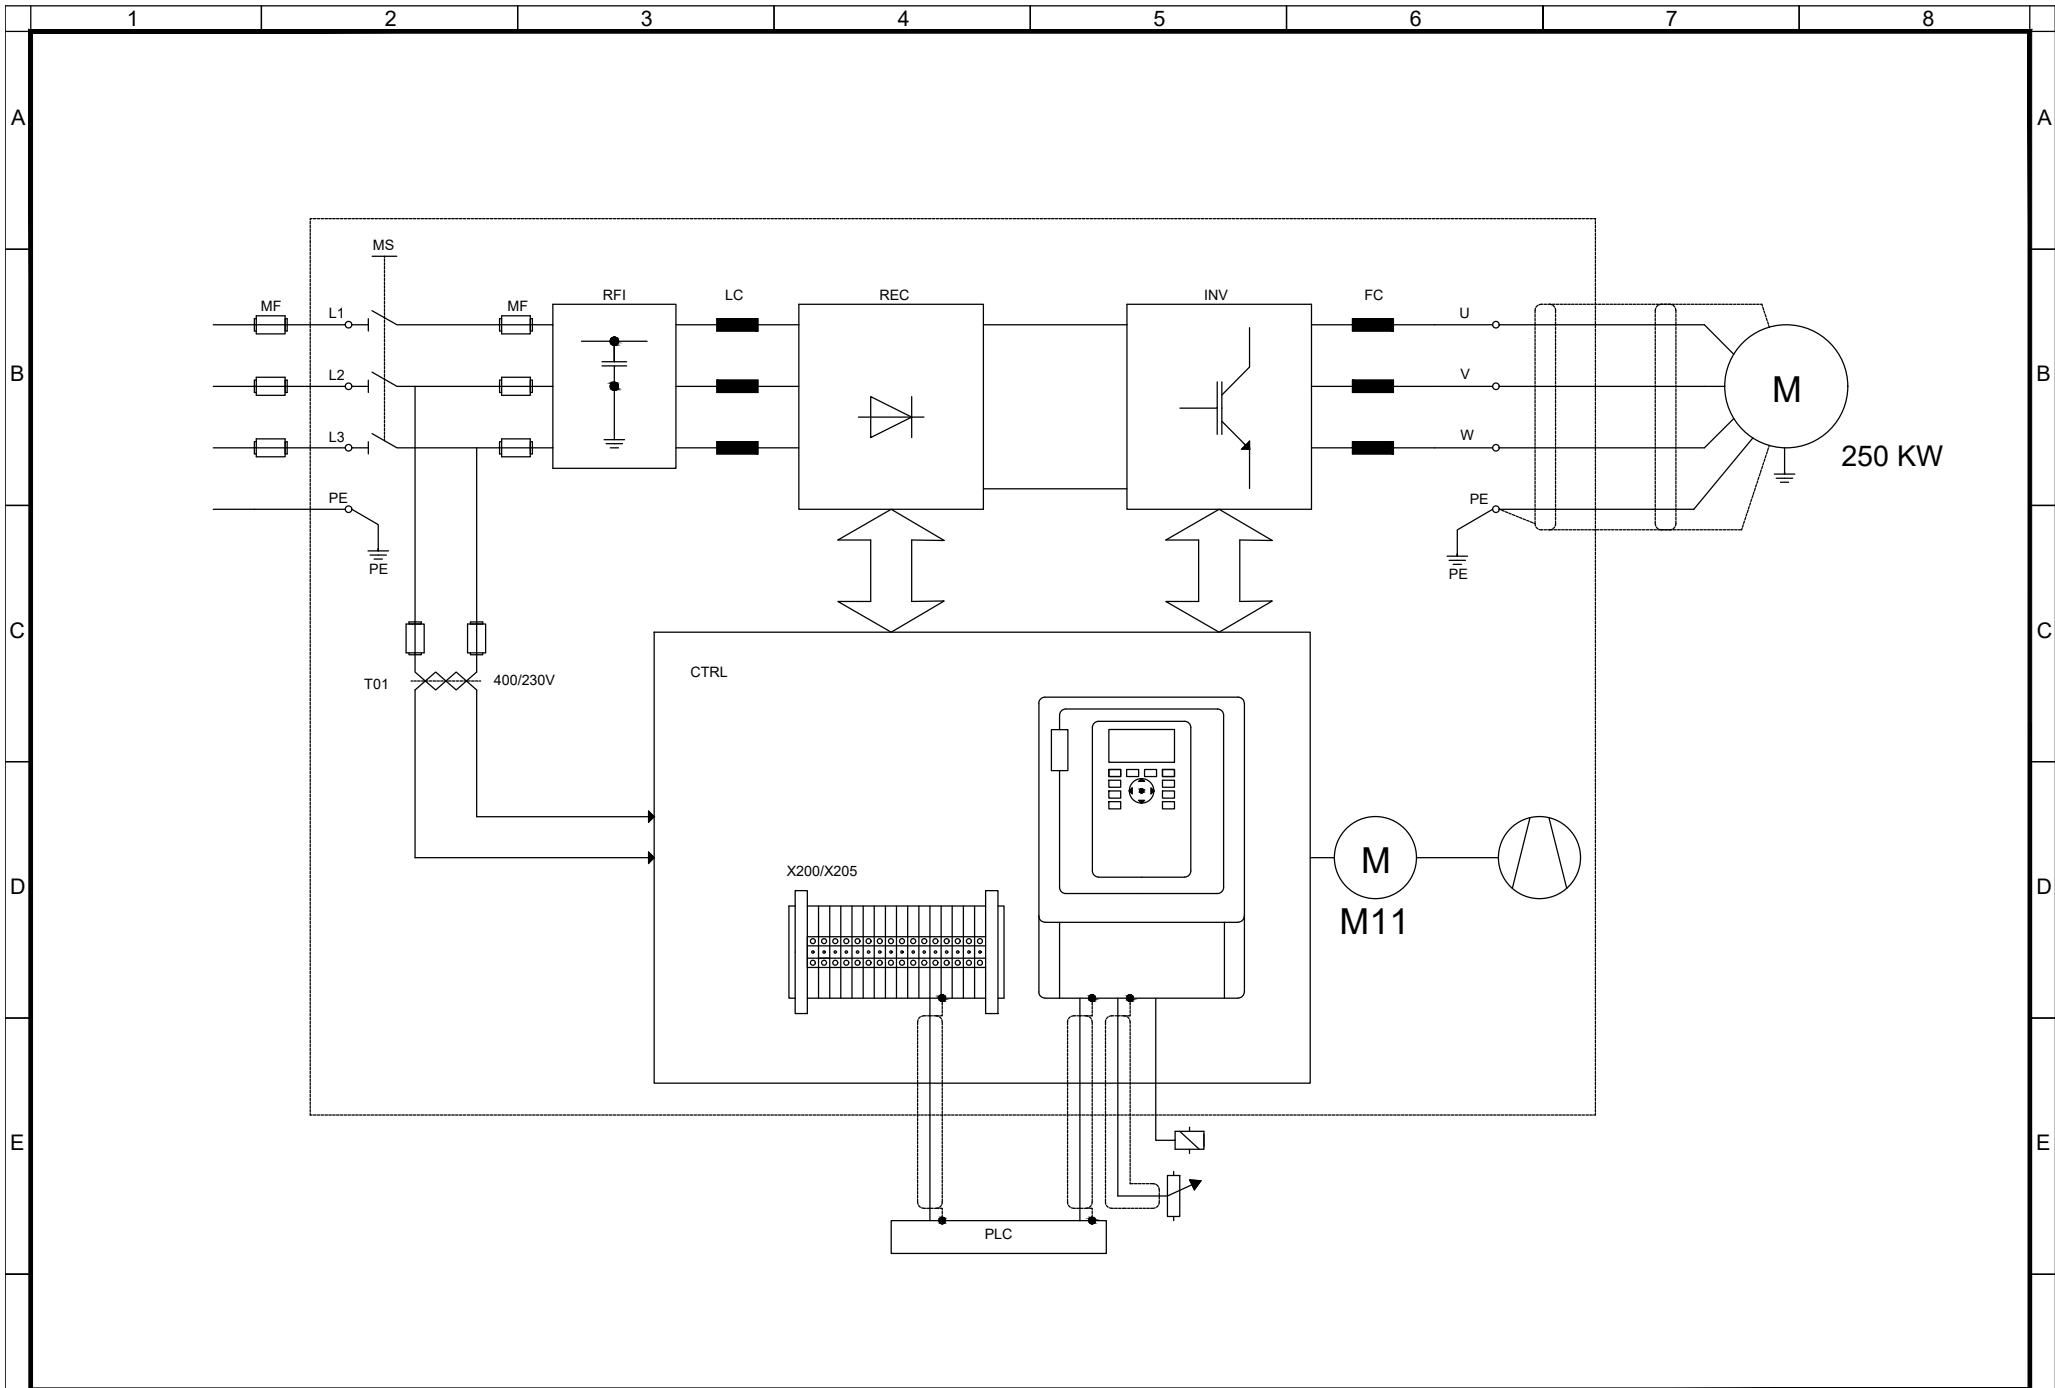 1 2 3 4 5 6 7 8
A A
MS
MF L1 MF RFI LC REC INV FC U
B L2 V M B
L3 W 250 KW
PE PE
PE PE
C C
CTRL
T01 400/230V
X200/X205 M
D D
M11
E E
PLC